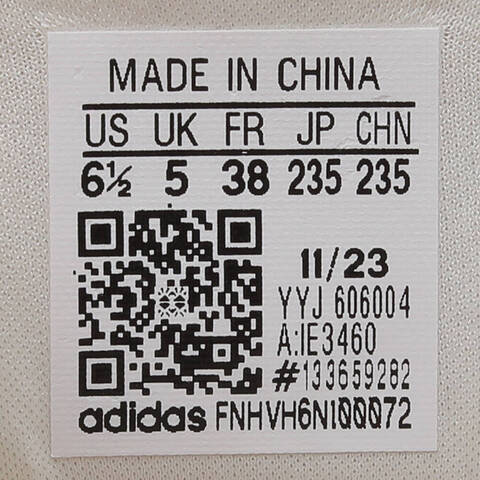 MADE IN CHINA
US UK FR JP CHN
6½ 5 38 235 235
11/23
YYJ 606004
A:IE3460
#133659282
adidas FNHVH6N100072